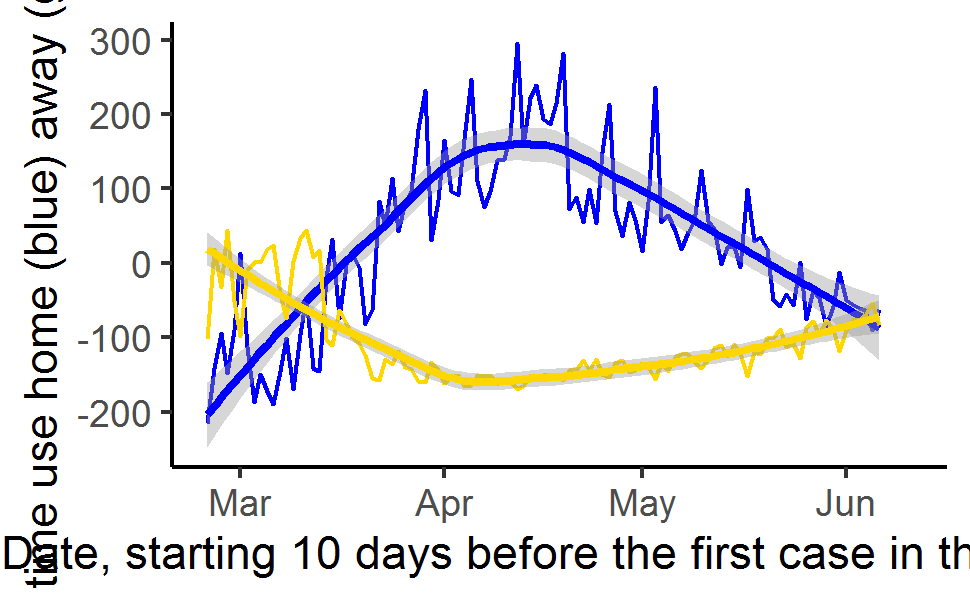 time use home (blue) away (
300
200
100
0
-100
-200
Mar Apr May Jun
Date, starting 10 days before the first case in th